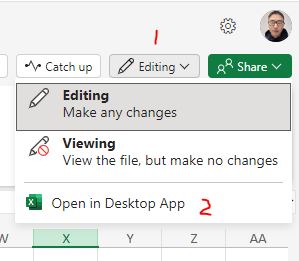 1
Catch up
Editing
Share
Editing
Make any changes
Viewing
View the file, but make no changes
Open in Desktop App 2
W X Y Z AA